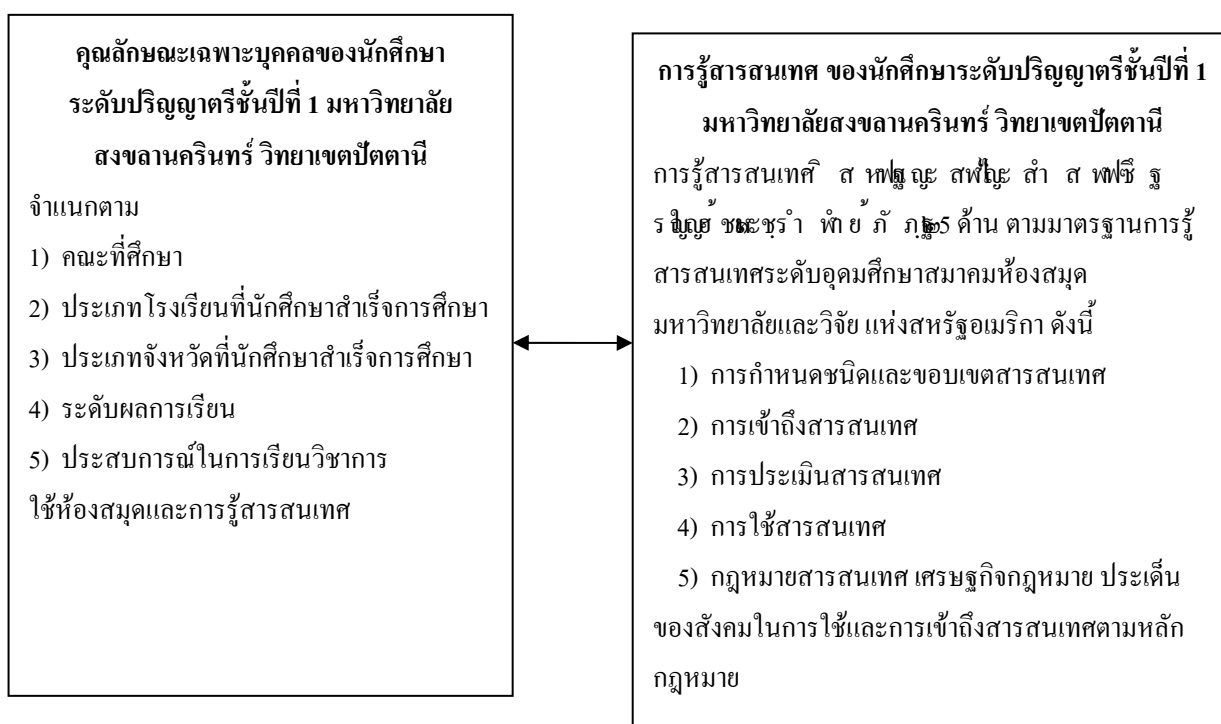 คุณลักษณะเฉพาะบุคคลของนักศึกษา
ระดับปริญญาตรีชั้นปีที่ 1 มหาวิทยาลัย
สงขลานครินทร์ วิทยาเขตปัตตานี
จำแนกตาม
1) คณะที่ศึกษา
2) ประเภทโรงเรียนที่นักศึกษาสำเร็จการศึกษา
3) ประเภทจังหวัดที่นักศึกษาสำเร็จการศึกษา
4) ระดับผลการเรียน
5) ประสบการณ์ในการเรียนวิชาการ
ใช้ห้องสมุดและการรู้สารสนเทศ
การรู้สารสนเทศ ของนักศึกษาระดับปริญญาตรีชั้นปีที่ 1
มหาวิทยาลัยสงขลานครินทร์ วิทยาเขตปัตตานี
การรู้สารสนเทศ
5 ด้าน ตามมาตรฐานการรู้
สารสนเทศระดับอุดมศึกษาสมาคมห้องสมุด
มหาวิทยาลัยและวิจัย แห่งสหรัฐอเมริกา ดังนี้
1) การกำหนดชนิดและขอบเขตสารสนเทศ
2) การเข้าถึงสารสนเทศ
3) การประเมินสารสนเทศ
4) การใช้สารสนเทศ
5) กฎหมายสารสนเทศ เศรษฐกิจกฎหมาย ประเด็น
ของสังคมในการใช้และการเข้าถึงสารสนเทศตามหลัก
กฎหมาย